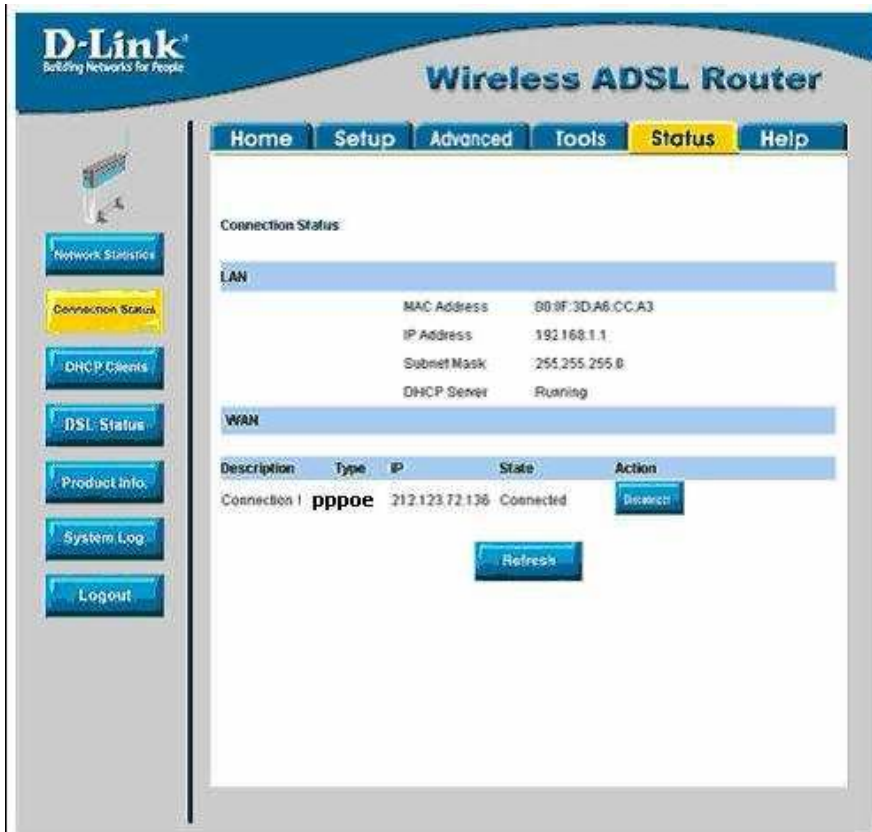 D-Link
Building Networks for People
Wireless ADSL Router
Home Setup Advanced Tools Status Help
Network Statistics
Connection Status
DHCP Clients
DSL Status
Product Info.
System Log
Logout
Connection Status
LAN
MAC Address 00:0F:3D:A6:CC:A3
IP Address 192.168.1.1
Subnet Mask 255.255.255.0
DHCP Server Running
WAN
Description Type IP State Action
Connection 1 pppoe 212.123.72.136 Connected Disconnect
Refresh